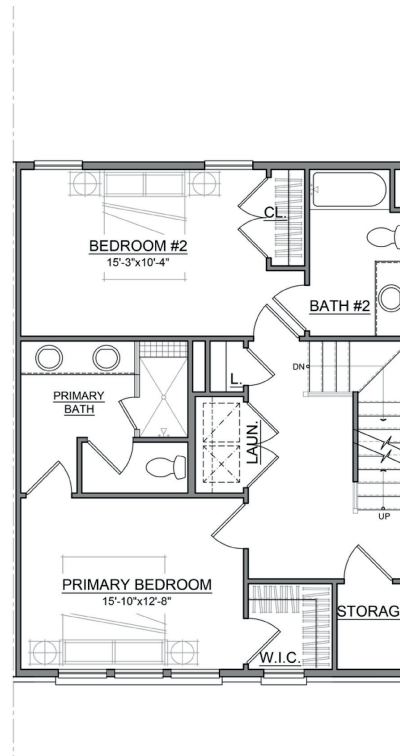 CL.
BEDROOM #2
15'-3"x10'-4"
BATH #2
DN
L.
PRIMARY
BATH
LAUN.
UP
PRIMARY BEDROOM
15'-10"x12'-8"
STORAG
W.I.C.